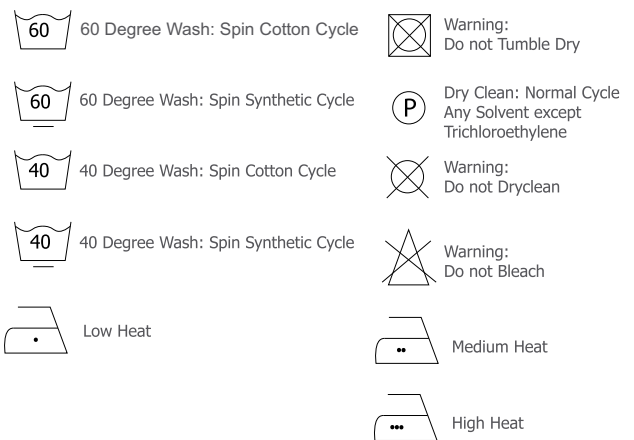 60
60 Degree Wash: Spin Cotton Cycle
60
60 Degree Wash: Spin Synthetic Cycle
40
40 Degree Wash: Spin Cotton Cycle
40
40 Degree Wash: Spin Synthetic Cycle
Low Heat
Warning:
Do not Tumble Dry
P
Dry Clean: Normal Cycle
Any Solvent except
Trichloroethylene
Warning:
Do not Dryclean
Warning:
Do not Bleach
Medium Heat
High Heat